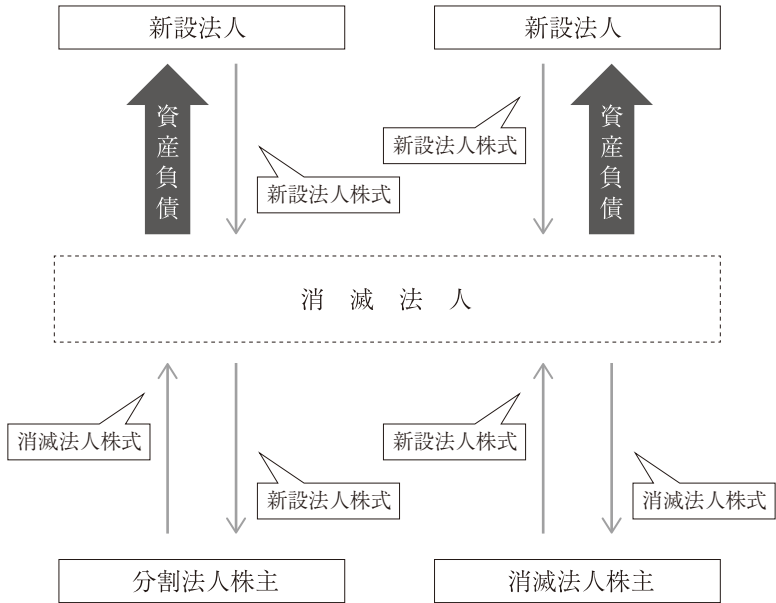 新設法人
新設法人
資産負債
新設法人株式
新設法人株式
資産負債
消滅法人
消滅法人株式
新設法人株式
新設法人株式
消滅法人株式
分割法人株主
消滅法人株主